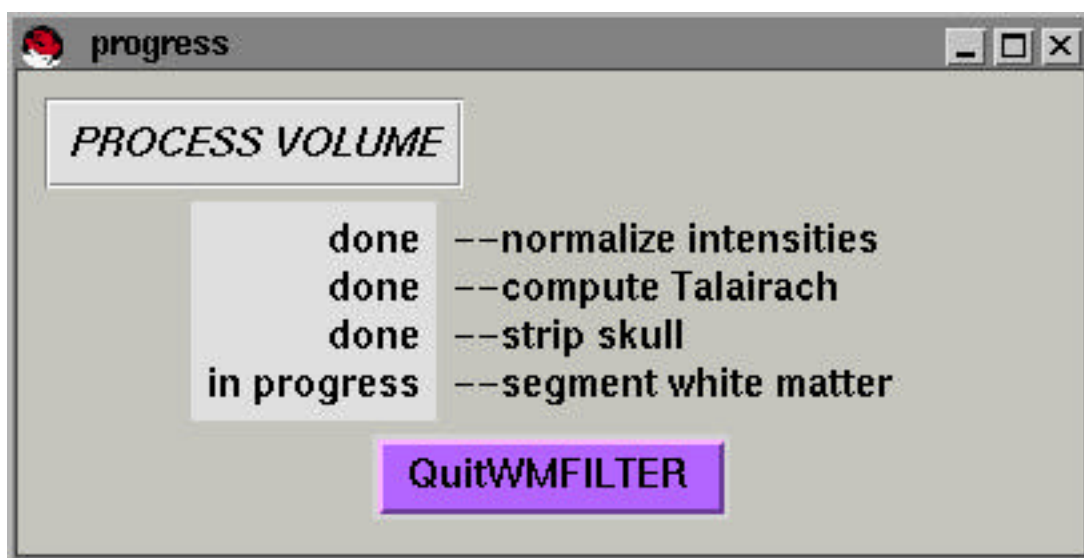 progress
PROCESS VOLUME
done --normalize intensities
done --compute Talairach
done --strip skull
in progress --segment white matter
QuitWMFILTER